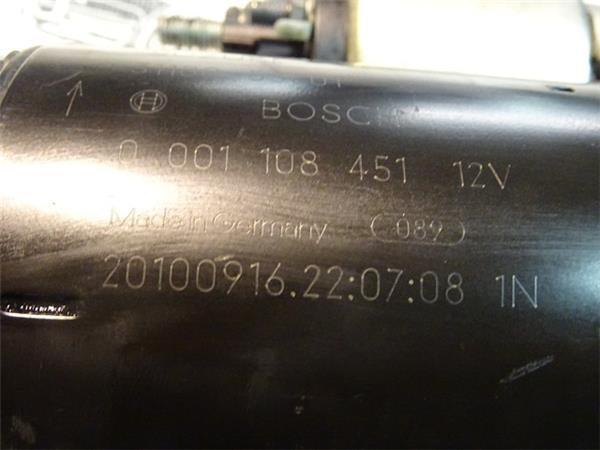 BOSCH
0 001 108 451 12V
Made in Germany 089
20100916.22:07:08 1N